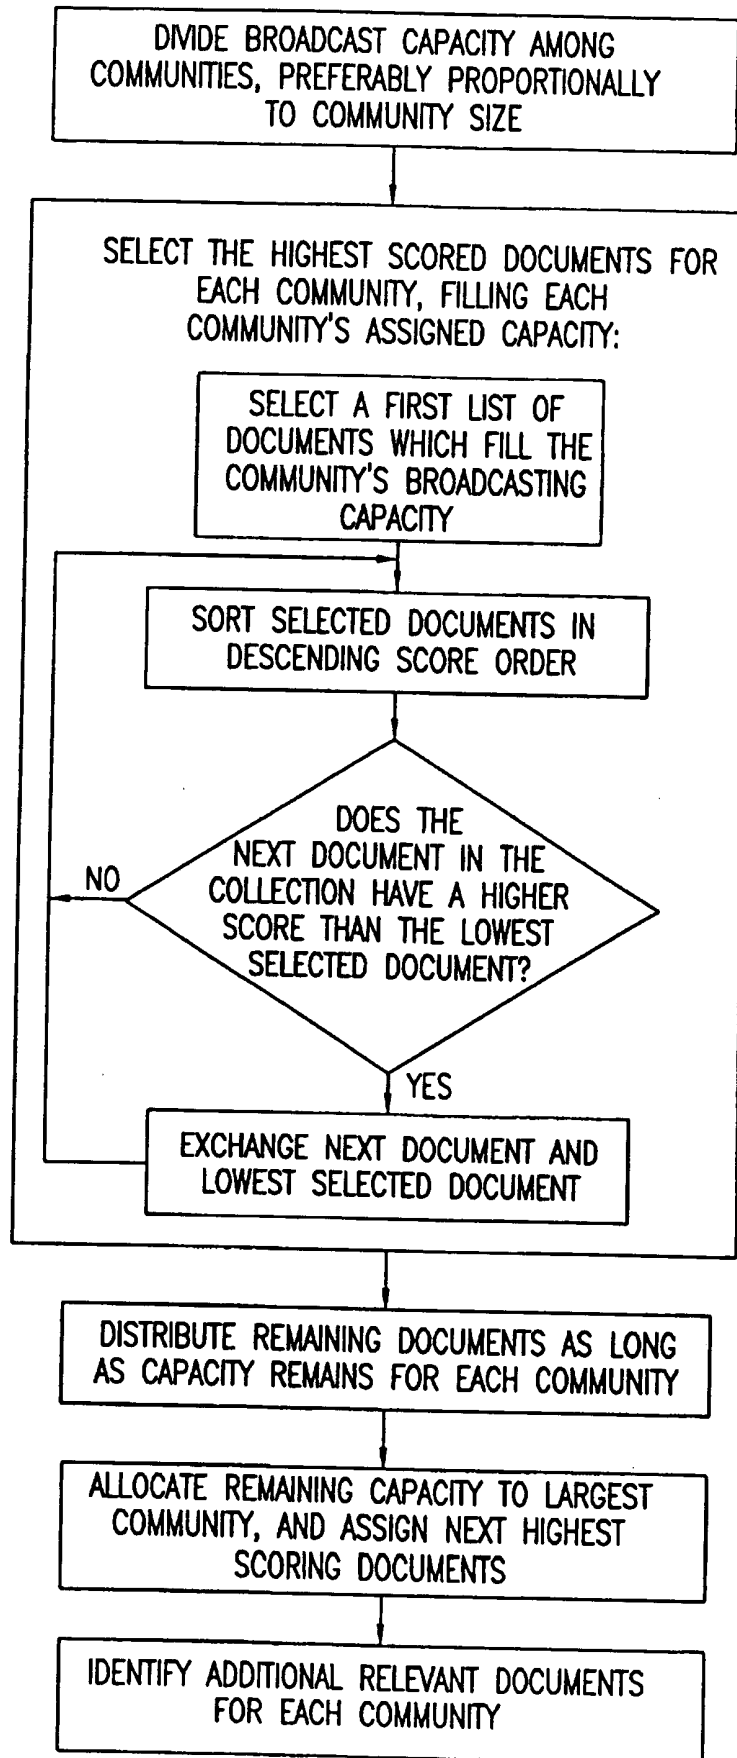 DIVIDE BROADCAST CAPACITY AMONG
COMMUNITIES, PREFERABLY PROPORTIONALLY
TO COMMUNITY SIZE
SELECT THE HIGHEST SCORED DOCUMENTS FOR
EACH COMMUNITY, FILLING EACH
COMMUNITY'S ASSIGNED CAPACITY:
SELECT A FIRST LIST OF
DOCUMENTS WHICH FILL THE
COMMUNITY'S BROADCASTING
CAPACITY
SORT SELECTED DOCUMENTS IN
DESCENDING SCORE ORDER
DOES THE
NEXT DOCUMENT IN THE
COLLECTION HAVE A HIGHER
SCORE THAN THE LOWEST
SELECTED DOCUMENT?
NO
YES
EXCHANGE NEXT DOCUMENT AND
LOWEST SELECTED DOCUMENT
DISTRIBUTE REMAINING DOCUMENTS AS LONG
AS CAPACITY REMAINS FOR EACH COMMUNITY
ALLOCATE REMAINING CAPACITY TO LARGEST
COMMUNITY, AND ASSIGN NEXT HIGHEST
SCORING DOCUMENTS
IDENTIFY ADDITIONAL RELEVANT DOCUMENTS
FOR EACH COMMUNITY